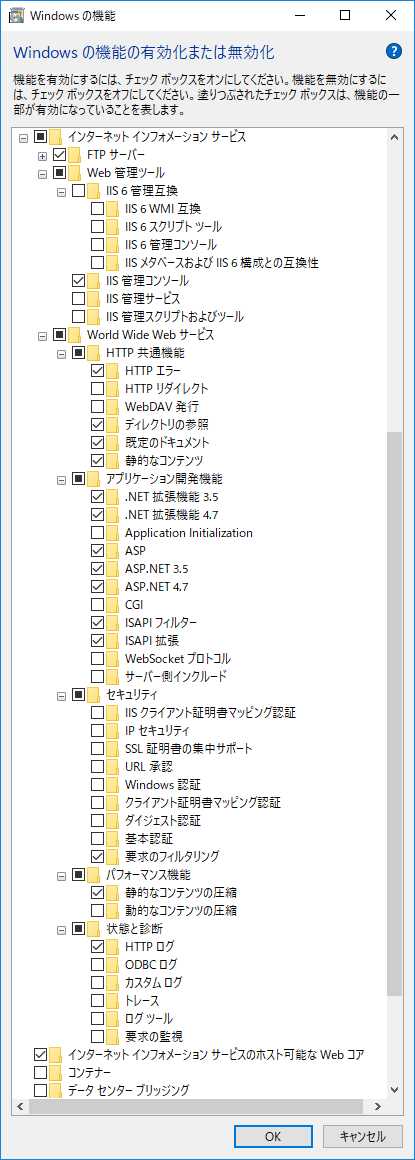 Windows の機能
Windows の機能の有効化または無効化
機能を有効にするには、チェック ボックスをオンにしてください。機能を無効にするに
は、チェック ボックスをオフにしてください。塗りつぶされたチェック ボックスは、機能の一
部が有効になっていることを表します。
インターネット インフォメーション サービス
FTP サーバー
Web 管理ツール
IIS 6 管理互換
IIS 6 WMI 互換
IIS 6 スクリプト ツール
IIS 6 管理コンソール
IIS メタベースおよび IIS 6 構成との互換性
IIS 管理コンソール
IIS 管理サービス
IIS 管理スクリプトおよびツール
World Wide Web サービス
HTTP 共通機能
HTTP エラー
HTTP リダイレクト
WebDAV 発行
ディレクトリの参照
既定のドキュメント
静的なコンテンツ
アプリケーション開発機能
.NET 拡張機能 3.5
.NET 拡張機能 4.7
Application Initialization
ASP
ASP.NET 3.5
ASP.NET 4.7
CGI
ISAPI フィルター
ISAPI 拡張
WebSocket プロトコル
サーバー側インクルード
セキュリティ
IIS クライアント証明書マッピング認証
IP セキュリティ
SSL 証明書の集中サポート
URL 承認
Windows 認証
クライアント証明書マッピング認証
ダイジェスト認証
基本認証
要求のフィルタリング
パフォーマンス機能
静的なコンテンツの圧縮
動的なコンテンツの圧縮
状態と診断
HTTP ログ
ODBC ログ
カスタム ログ
トレース
ログ ツール
要求の監視
インターネット インフォメーション サービスのホスト可能な Web コア
コンテナー
データ センター ブリッジング
OK
キャンセル